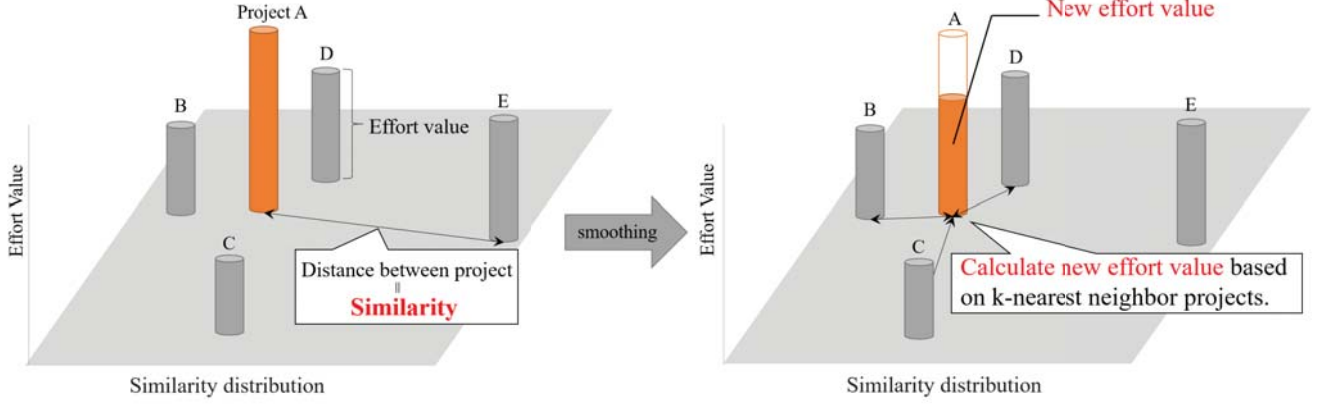 Project A
D
B
E
Effort value
Effort Value
C
Distance between project
=
Similarity
Similarity distribution
smoothing
New effort value
A
D
B
E
Effort Value
C
Calculate new effort value based
on k-nearest neighbor projects.
Similarity distribution